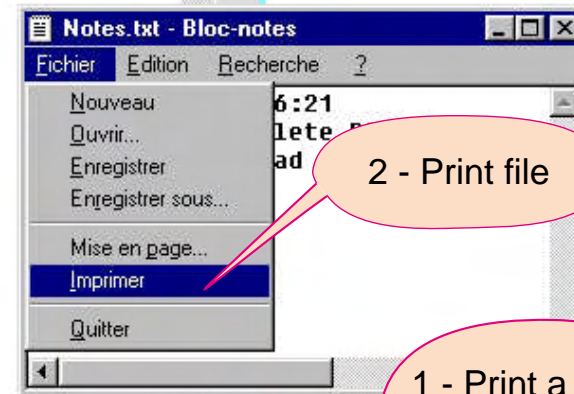 Notes.txt - Bloc-notes
Fichier Edition Recherche ?
Nouveau
Ouvrir...
Enregistrer
Enregistrer sous...
Mise en page...
Imprimer
Quitter
6:21
lete
ad
2 - Print file
1 - Print a